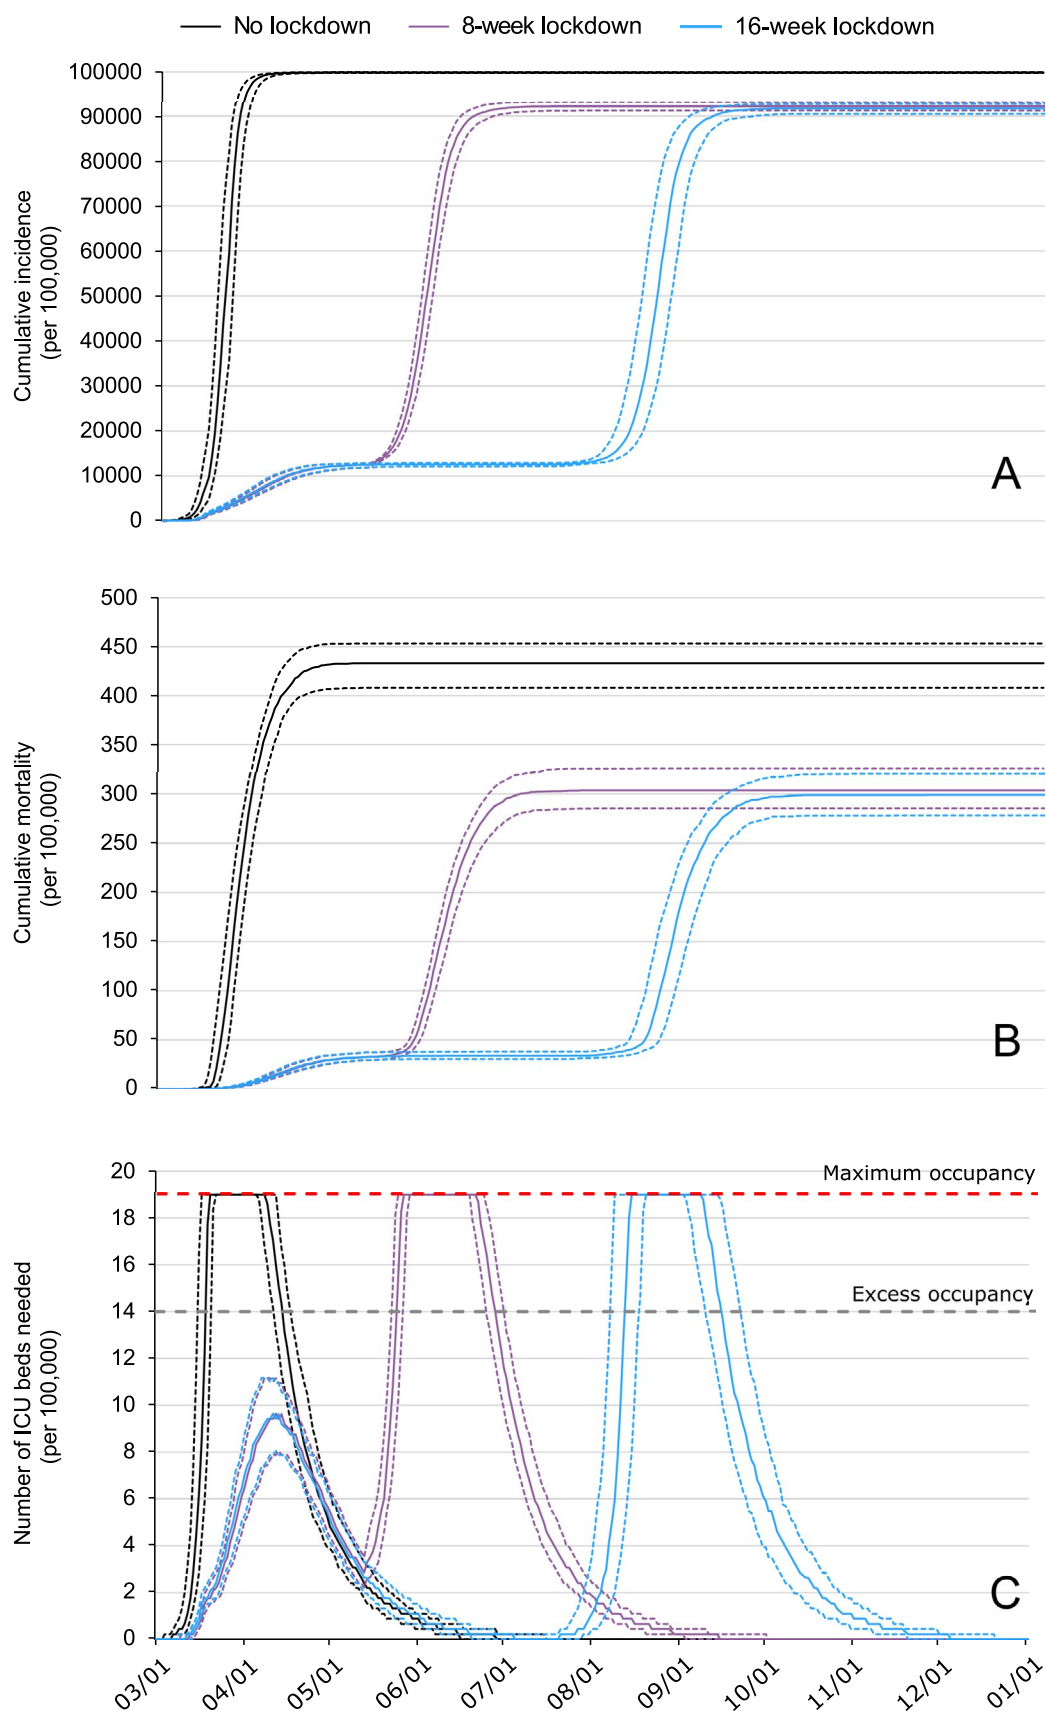 No lockdown 8-week lockdown 16-week lockdown
100000
90000
80000
70000
60000
50000
40000
30000
20000
10000
0
Cumulative incidence
(per 100,000)
A
500
450
400
350
300
250
200
150
100
50
0
Cumulative mortality
(per 100,000)
B
20
18
16
14
12
10
8
6
4
2
0
Number of ICU beds needed
(per 100,000)
Maximum occupancy
Excess occupancy
C
03/01 04/01 05/01 06/01 07/01 08/01 09/01 10/01 11/01 12/01 01/01